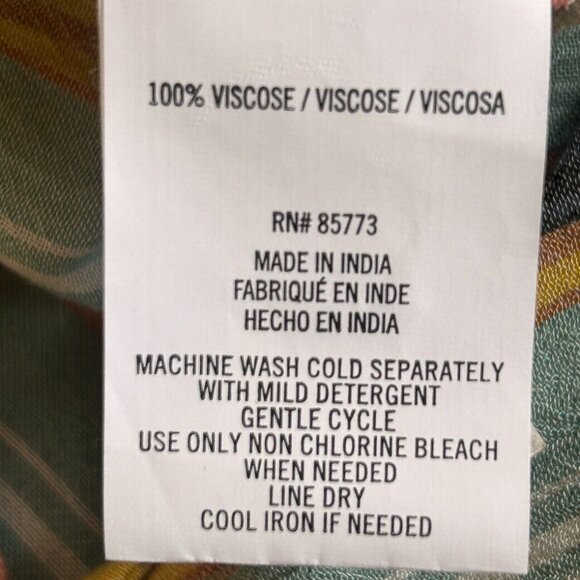 100% VISCOSE / VISCOSE / VISCOSA
RN# 85773
MADE IN INDIA
FABRIQUÉ EN INDE
HECHO EN INDIA
MACHINE WASH COLD SEPARATELY
WITH MILD DETERGENT
GENTLE CYCLE
USE ONLY NON CHLORINE BLEACH
WHEN NEEDED
LINE DRY
COOL IRON IF NEEDED